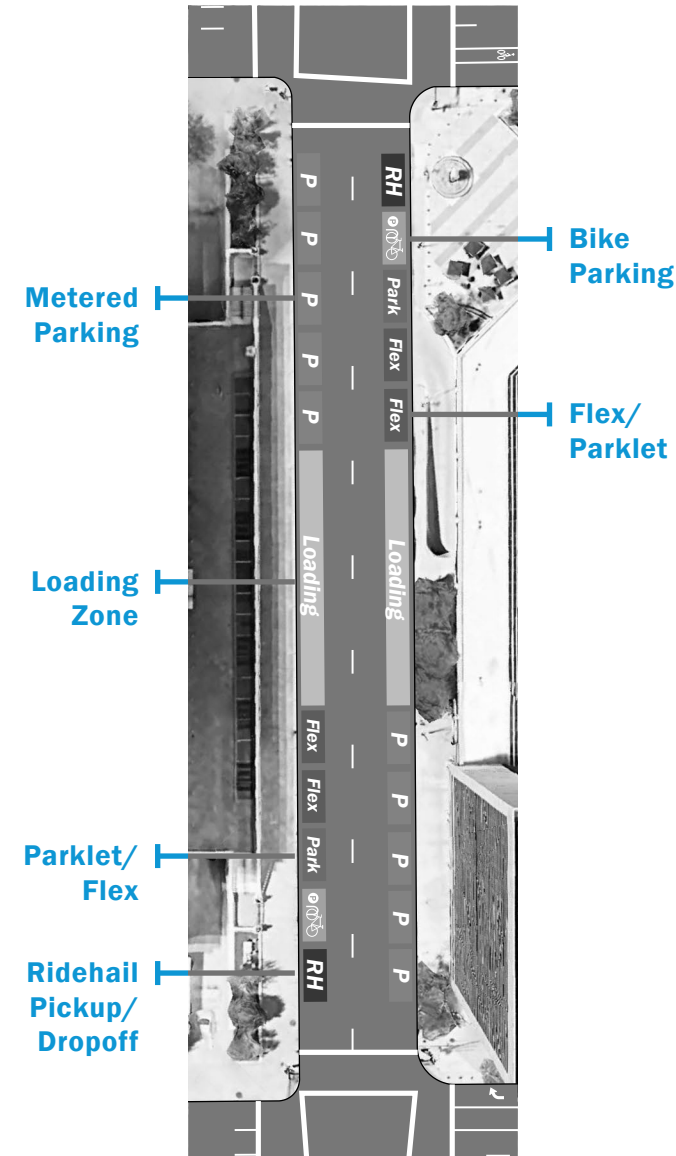 Metered
Parking
Loading
Zone
Parklet/
Flex
Ridehail
Pickup/
Dropoff
P
P
P
P
P
Loading
Flex
Flex
Park
P
RH
RH
P
Park
Flex
Flex
Loading
P
P
P
P
P
Bike
Parking
Flex/
Parklet